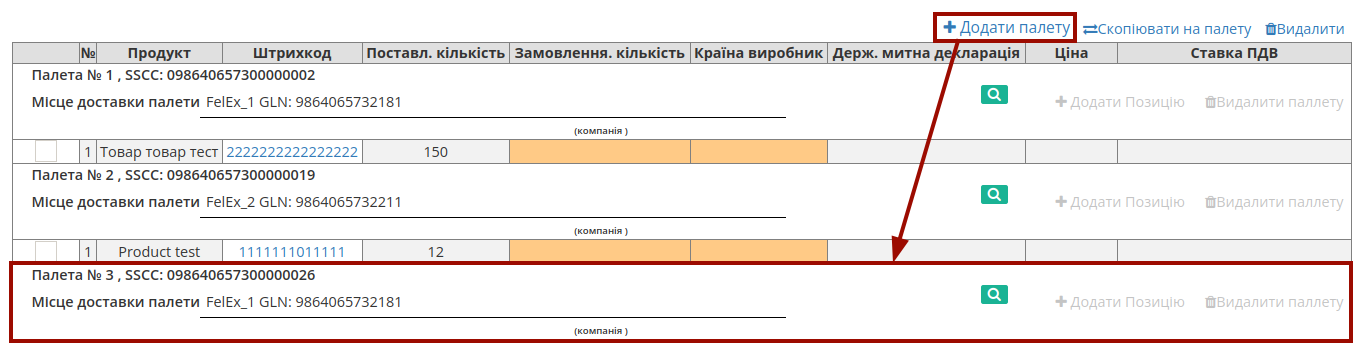 Додати палету Скопіювати на палету Видалити
№ Продукт Штрихкод Поставл. кількість Замовлення. кількість Країна виробник Держ. митна декларація Ціна Ставка ПДВ
Палета № 1 , SSCC: 098640657300000002
Місце доставки палети FelEx_1 GLN: 9864065732181 Додати Позицію Видалити паллету
(компанія )
1 Товар товар тест 2222222222222222 150
Палета № 2 , SSCC: 098640657300000019
Місце доставки палети FelEx_2 GLN: 9864065732211 Додати Позицію Видалити паллету
(компанія )
1 Product test 1111111011111 12
Палета № 3 , SSCC: 098640657300000026
Місце доставки палети FelEx_1 GLN: 9864065732181 Додати Позицію Видалити паллету
(компанія )